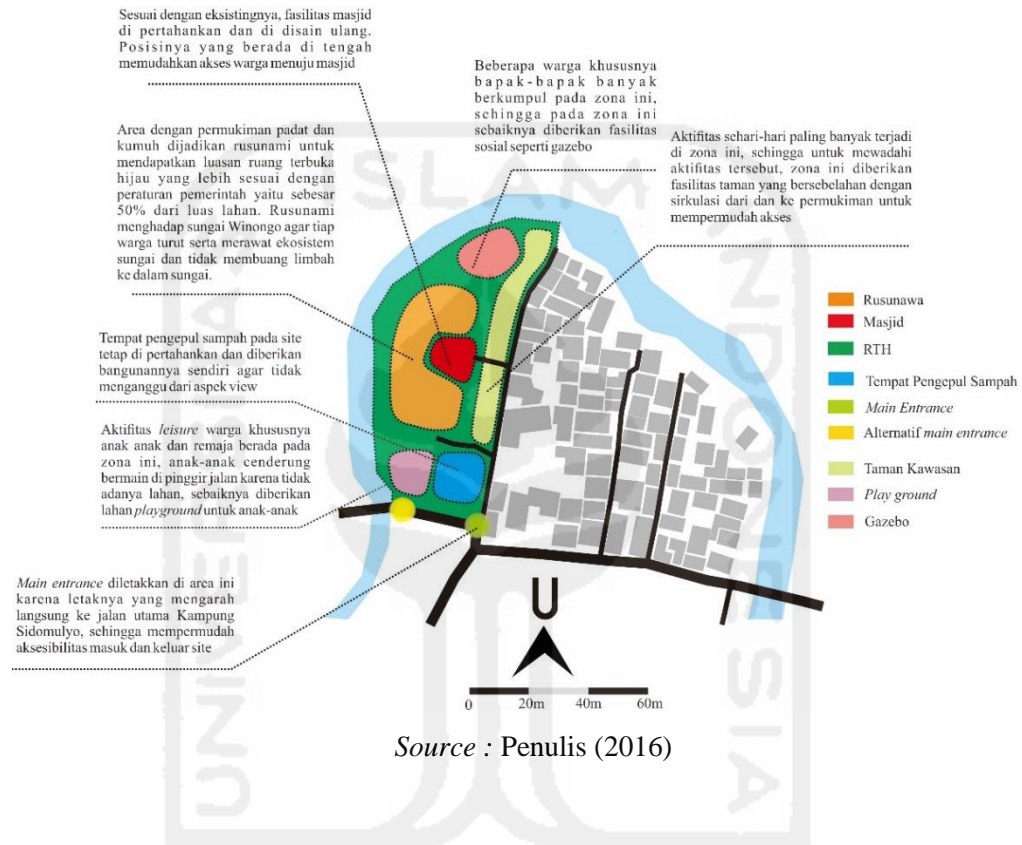 Sesuai dengan eksistingnya, fasilitas masjid
di pertahankan dan di disain ulang.
Posisinya yang berada di tengah
memudahkan akses warga menuju masjid
Beberapa warga khususnya
bapak-bapak banyak
berkumpul pada zona ini,
sehingga pada zona ini
sebaiknya diberikan fasilitas
sosial seperti gazebo
Area dengan permukiman padat dan
kumuh dijadikan rusunami untuk
mendapatkan luasan ruang terbuka
hijau yang lebih sesuai dengan
peraturan pemerintah yaitu sebesar
50% dari luas lahan. Rusunami
menghadap sungai Winongo agar tiap
warga turut serta merawat ekosistem
sungai dan tidak membuang limbah
ke dalam sungai.
Aktifitas sehari-hari paling banyak terjadi
di zona ini, sehingga untuk mewadahi
aktifitas tersebut, zona ini diberikan
fasilitas taman yang bersebelahan dengan
sirkulasi dari dan ke permukiman untuk
mempermudah akses
Tempat pengepul sampah pada site
tetap di pertahankan dan diberikan
bangunannya sendiri agar tidak
menganggu dari aspek view
Aktifitas leisure warga khususnya
anak anak dan remaja berada pada
zona ini, anak-anak cenderung
bermain di pinggir jalan karena tidak
adanya lahan, sebaiknya diberikan
lahan playground untuk anak-anak
Main entrance diletakkan di area ini
karena letaknya yang mengarah
langsung ke jalan utama Kampung
Sidomulyo, sehingga mempermudah
aksesibilitas masuk dan keluar site
Rusunawa
Masjid
RTH
Tempat Pengepul Sampah
Main Entrance
Alternatif main entrance
Taman Kawasan
Play ground
Gazebo
U
0 20m 40m 60m
Source : Penulis (2016)
UNIVERSITAS ISLAM INDONESIA